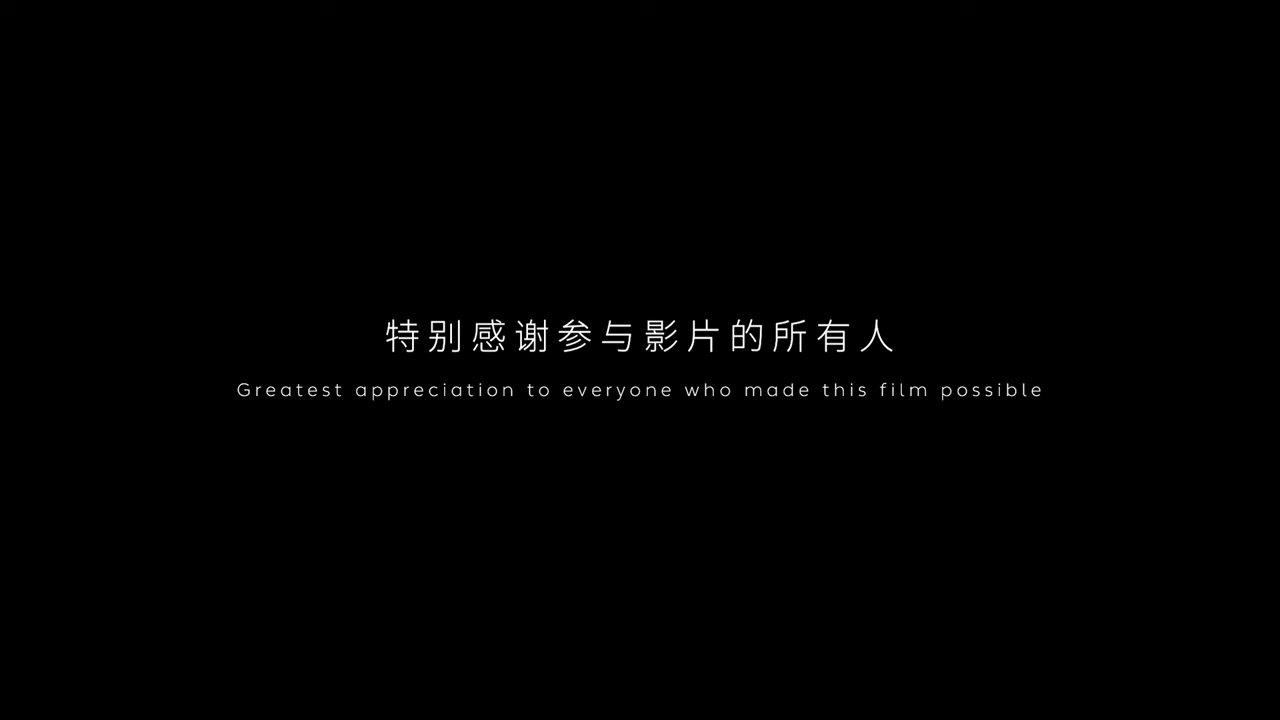 特别感谢参与影片的所有人
Greatest appreciation to everyone who made this film possible